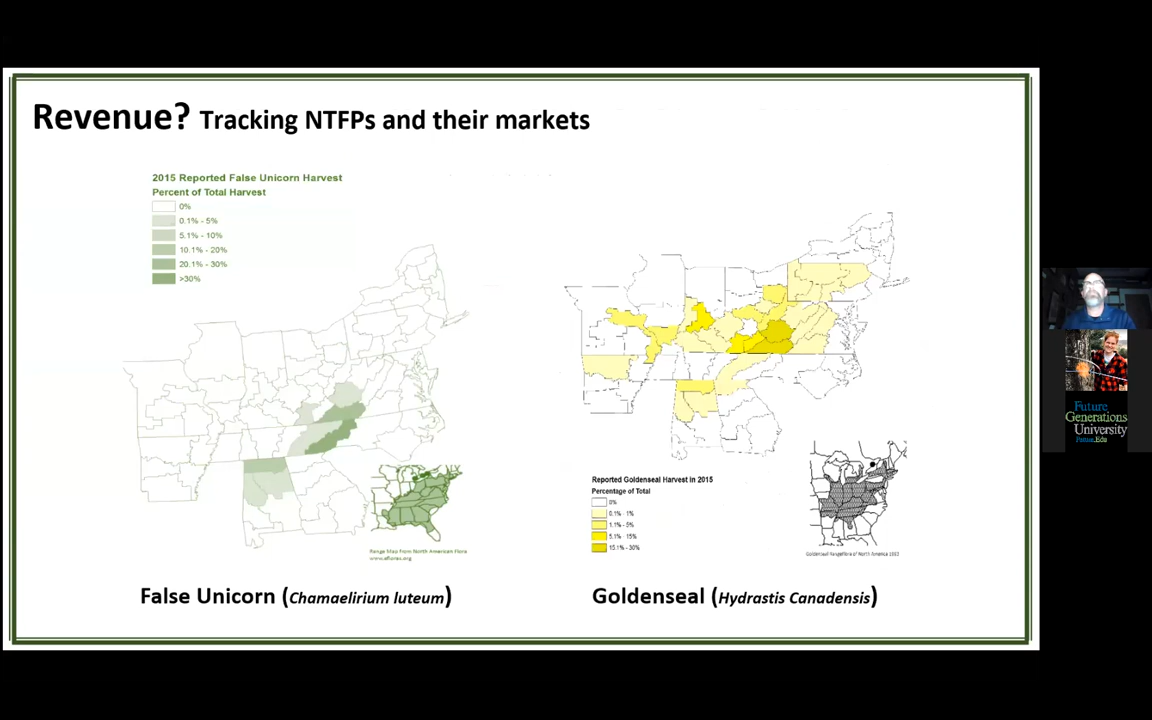 Revenue? Tracking NTFPs and their markets
2015 Reported False Unicorn Harvest
Percent of Total Harvest
0%
0.1% - 5%
5.1% - 10%
10.1% - 20%
20.1% - 30%
>30%
Range Map from North American Flora
www.efloras.org
False Unicorn (Chamaelirium luteum)
Reported Goldenseal Harvest in 2015
Percentage of Total
0%
0.1% - 1%
1.1% - 5%
5.1% - 15%
15.1% - 30%
Goldenseal Range
Flora of North America
Goldenseal (Hydrastis Canadensis)
Future
Generations
University
Future.Edu